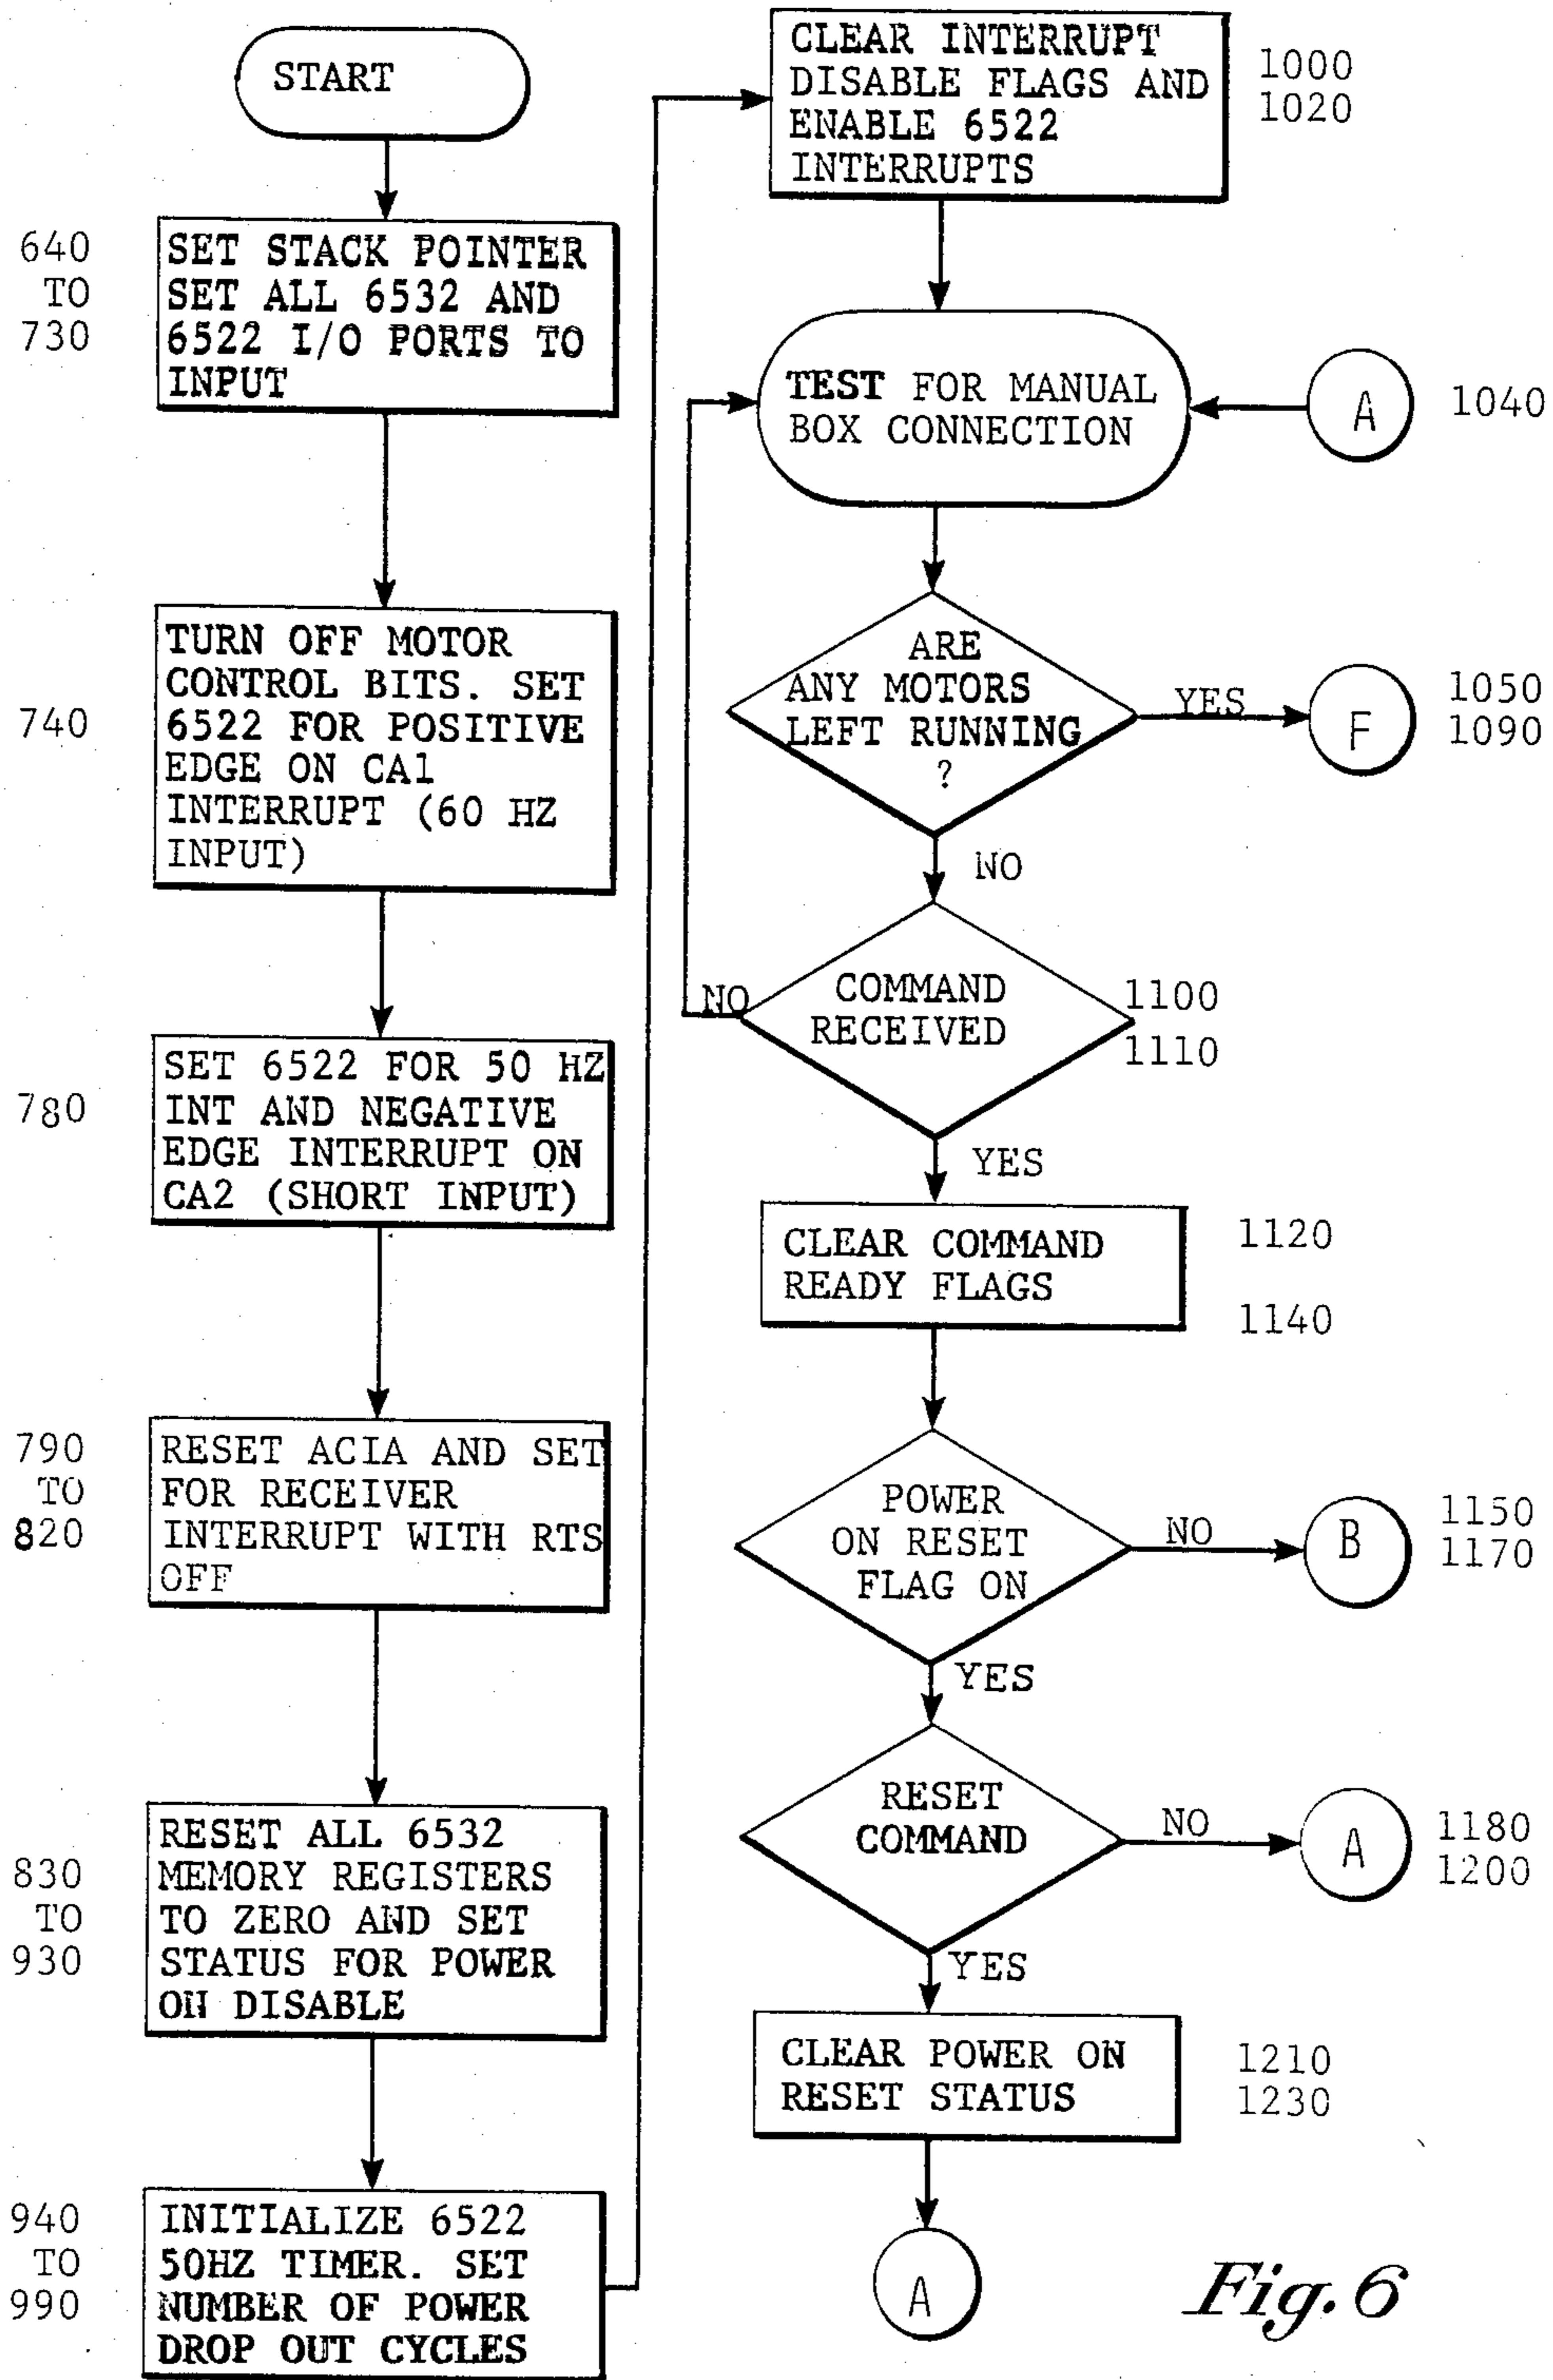 START
640
TO
730
SET STACK POINTER
SET ALL 6532 AND
6522 I/O PORTS TO
INPUT
740
TURN OFF MOTOR
CONTROL BITS. SET
6522 FOR POSITIVE
EDGE ON CA1
INTERRUPT (60 HZ
INPUT)
780
SET 6522 FOR 50 HZ
INT AND NEGATIVE
EDGE INTERRUPT ON
CA2 (SHORT INPUT)
790
TO
820
RESET ACIA AND SET
FOR RECEIVER
INTERRUPT WITH RTS
OFF
830
TO
930
RESET ALL 6532
MEMORY REGISTERS
TO ZERO AND SET
STATUS FOR POWER
ON DISABLE
940
TO
990
INITIALIZE 6522
50HZ TIMER. SET
NUMBER OF POWER
DROP OUT CYCLES
CLEAR INTERRUPT
DISABLE FLAGS AND
ENABLE 6522
INTERRUPTS
1000
1020
TEST FOR MANUAL
BOX CONNECTION
A
1040
ARE
ANY MOTORS
LEFT RUNNING
?
YES
F
1050
1090
NO
COMMAND
RECEIVED
NO
1100
1110
YES
CLEAR COMMAND
READY FLAGS
1120
1140
POWER
ON RESET
FLAG ON
NO
B
1150
1170
YES
RESET
COMMAND
NO
A
1180
1200
YES
CLEAR POWER ON
RESET STATUS
1210
1230
A
Fig. 6